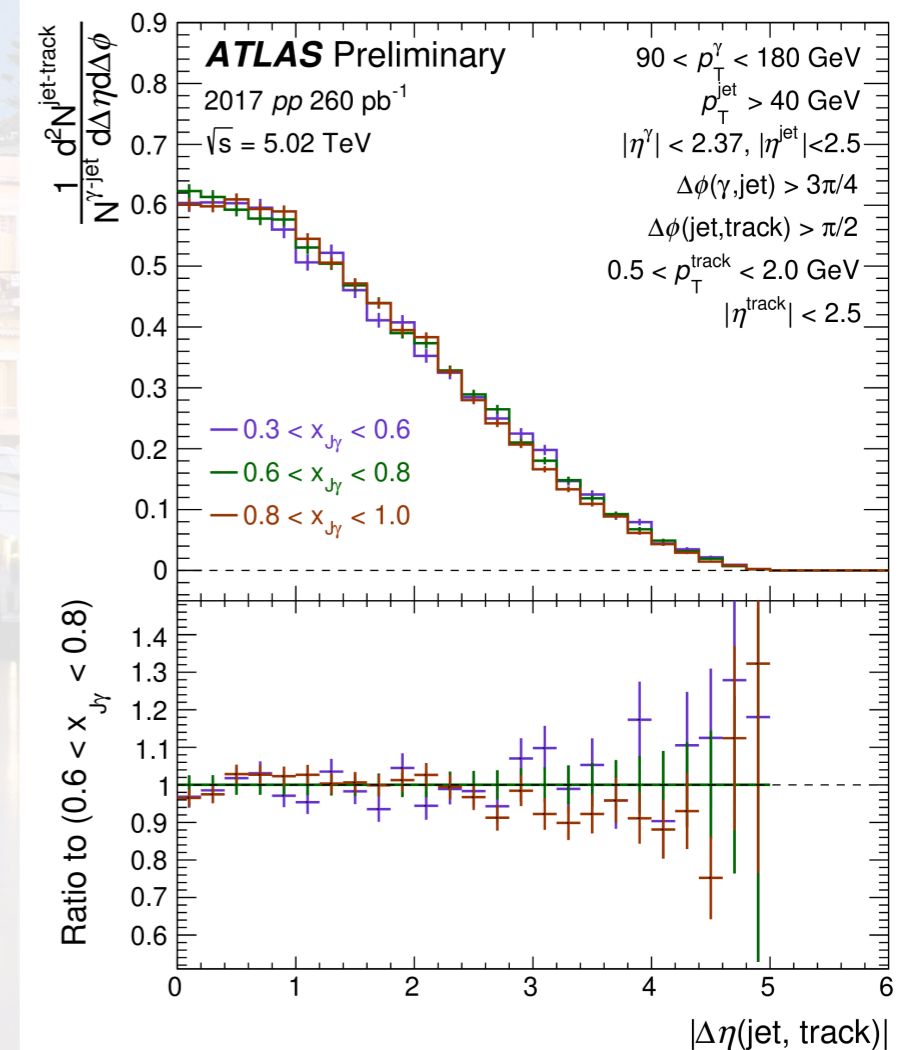 ATLAS Preliminary
2017 pp 260 pb⁻¹
√s = 5.02 TeV
90 < p_T^γ < 180 GeV
p_T^jet > 40 GeV
|η^γ| < 2.37, |η^jet|<2.5
Δϕ(γ,jet) > 3π/4
Δϕ(jet,track) > π/2
0.5 < p_T^track < 2.0 GeV
|η^track| < 2.5
1 d²N^jet-track
N^γ-jet dΔηdΔϕ
0.9
0.8
0.7
0.6
0.5
0.4
0.3
0.2
0.1
0
0.3 < x_Jγ < 0.6
0.6 < x_Jγ < 0.8
0.8 < x_Jγ < 1.0
Ratio to (0.6 < x_Jγ < 0.8)
1.4
1.3
1.2
1.1
1
0.9
0.8
0.7
0.6
0 1 2 3 4 5 6
|Δη(jet, track)|